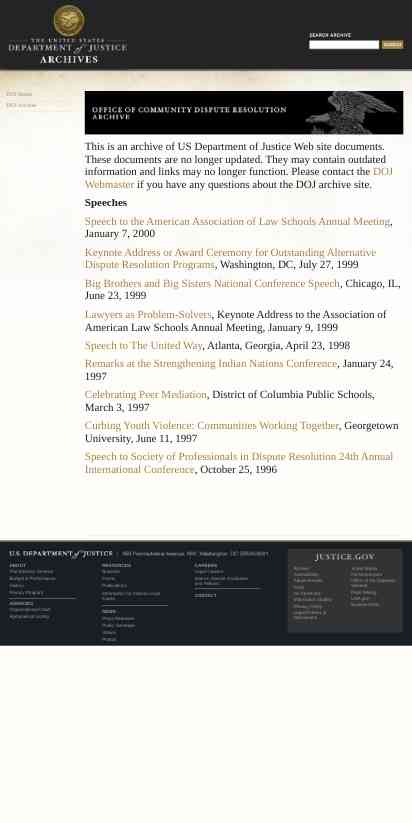 THE UNITED STATES
DEPARTMENT of JUSTICE
ARCHIVES
SEARCH ARCHIVE
SEARCH
DOJ Home
DOJ Archive
OFFICE OF COMMUNITY DISPUTE RESOLUTION
ARCHIVE
This is an archive of US Department of Justice Web site documents.
These documents are no longer updated. They may contain outdated
information and links may no longer function. Please contact the DOJ
Webmaster if you have any questions about the DOJ archive site.
Speeches
Speech to the American Association of Law Schools Annual Meeting,
January 7, 2000
Keynote Address or Award Ceremony for Outstanding Alternative
Dispute Resolution Programs, Washington, DC, July 27, 1999
Big Brothers and Big Sisters National Conference Speech, Chicago, IL,
June 23, 1999
Lawyers as Problem-Solvers, Keynote Address to the Association of
American Law Schools Annual Meeting, January 9, 1999
Speech to The United Way, Atlanta, Georgia, April 23, 1998
Remarks at the Strengthening Indian Nations Conference, January 24,
1997
Celebrating Peer Mediation, District of Columbia Public Schools,
March 3, 1997
Curbing Youth Violence: Communities Working Together, Georgetown
University, June 11, 1997
Speech to Society of Professionals in Dispute Resolution 24th Annual
International Conference, October 25, 1996
U.S. DEPARTMENT of JUSTICE | 950 Pennsylvania Avenue, NW, Washington, DC 20530-0001
ABOUT
The Attorney General
Budget & Performance
History
Privacy Program
AGENCIES
Organizational Chart
Alphabetical Listing
RESOURCES
Forms
Publications
Information for Victims in Large
Cases
NEWS
Press Releases
Public Schedules
Videos
Photos
CAREERS
Legal Careers
Interns, Recent Graduates,
and Fellows
CONTACT
JUSTICE.GOV
Archive
Accessibility
FOIA
No FEAR Act
Information Quality
Privacy Policy
Legal Policies &
Disclaimers
For Employees
Office of the Inspector
General
Plain Writing
USA.gov